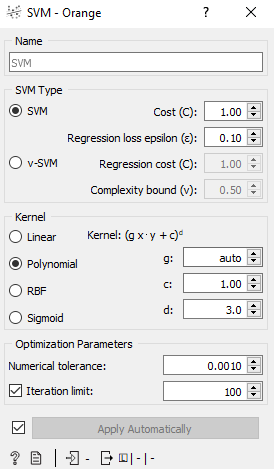 SVM - Orange ? ×
Name
SVM
SVM Type
SVM Cost (C): 1.00
Regression loss epsilon (ε): 0.10
ν-SVM Regression cost (C): 1.00
Complexity bound (ν): 0.50
Kernel
Linear Kernel: (g x·y + c)ᵈ
g: auto
Polynomial
c: 1.00
RBF
d: 3.0
Sigmoid
Optimization Parameters
Numerical tolerance: 0.0010
Iteration limit: 100
Apply Automatically
? - | - | -